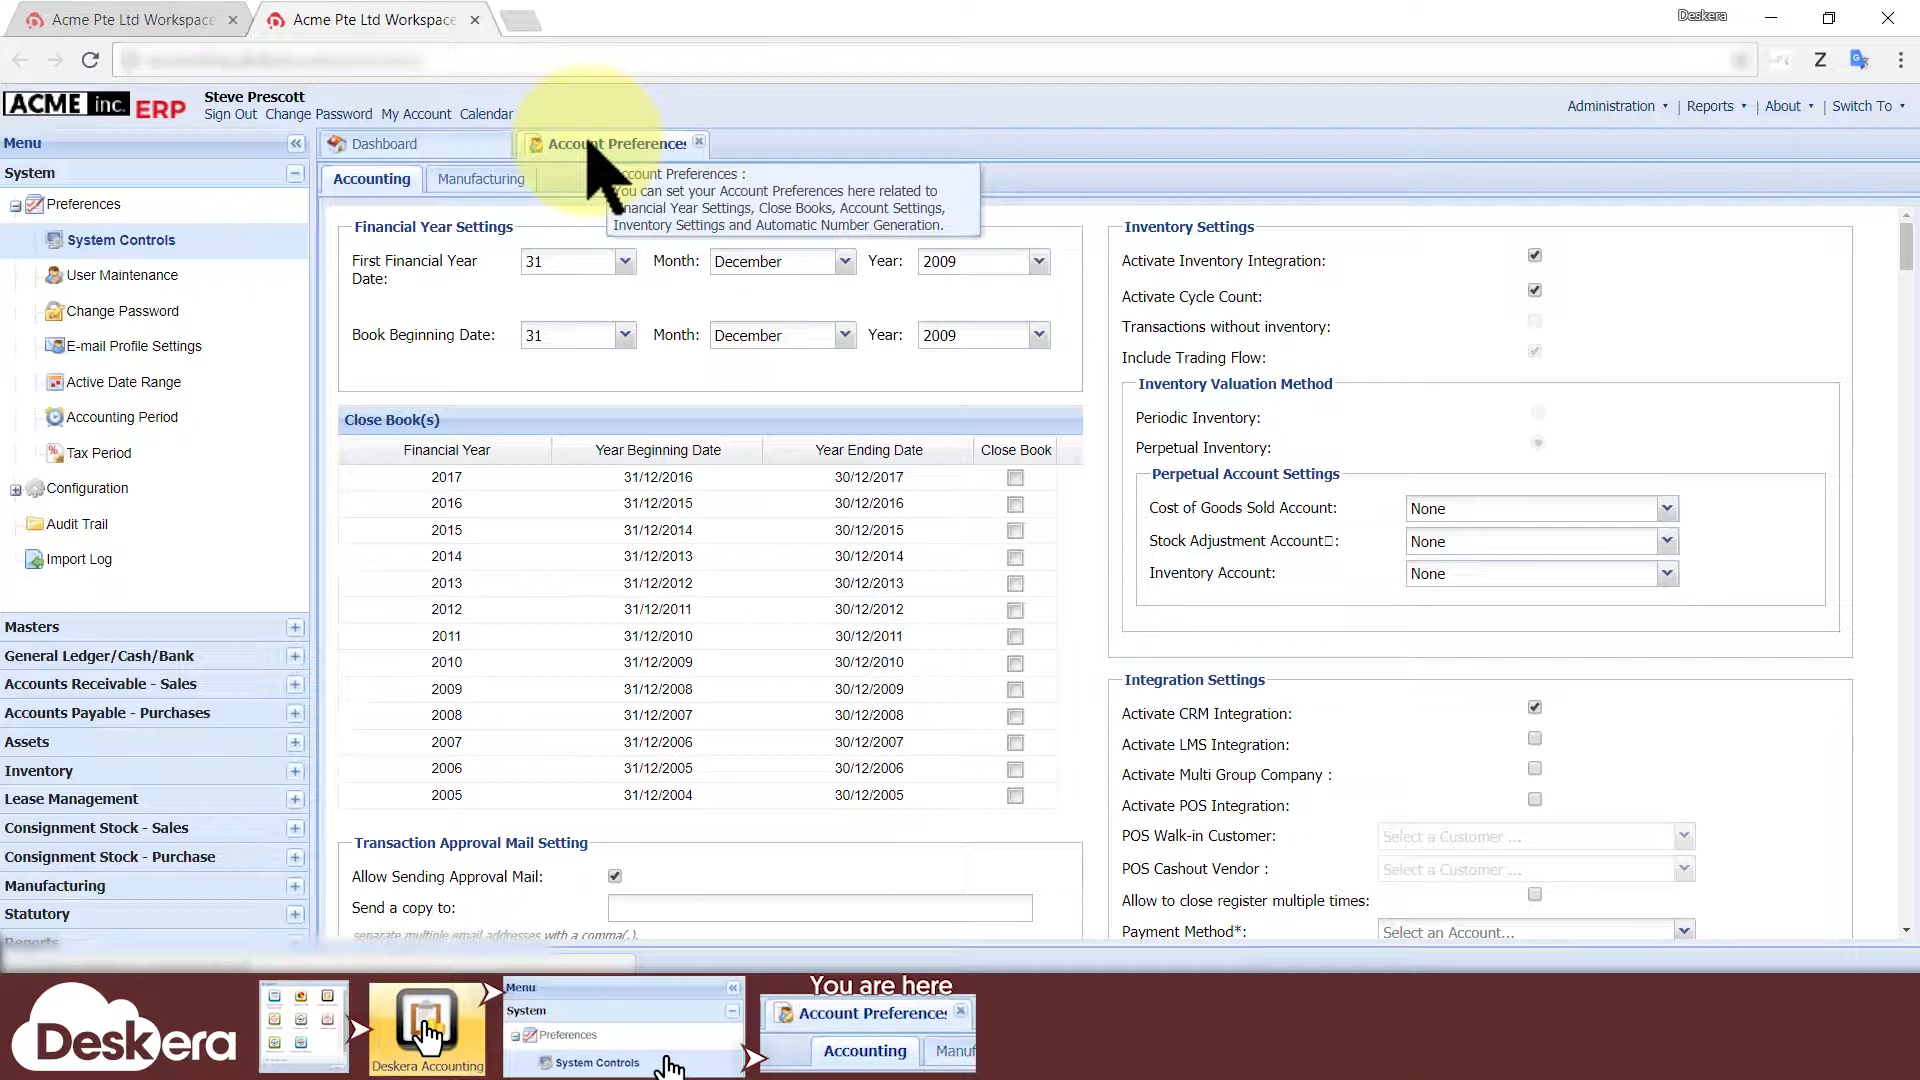 Acme Pte Ltd Workspace
Acme Pte Ltd Workspace
Deskera
Z
ACME inc. ERP
Steve Prescott
Sign Out Change Password My Account Calendar
Administration | Reports | About | Switch To
Menu
System
Preferences
System Controls
User Maintenance
Change Password
E-mail Profile Settings
Active Date Range
Accounting Period
Tax Period
Configuration
Audit Trail
Import Log
Masters
General Ledger/Cash/Bank
Accounts Receivable - Sales
Accounts Payable - Purchases
Assets
Inventory
Lease Management
Consignment Stock - Sales
Consignment Stock - Purchase
Manufacturing
Statutory
Reports
Dashboard
Account Preferences
Accounting Manufacturing
ccount Preferences :
You can set your Account Preferences here related to
inancial Year Settings, Close Books, Account Settings,
Inventory Settings and Automatic Number Generation.
Financial Year Settings
First Financial Year Date: 31 Month: December Year: 2009
Book Beginning Date: 31 Month: December Year: 2009
Close Book(s)
Financial Year Year Beginning Date Year Ending Date Close Book
2017 31/12/2016 30/12/2017
2016 31/12/2015 30/12/2016
2015 31/12/2014 30/12/2015
2014 31/12/2013 30/12/2014
2013 31/12/2012 30/12/2013
2012 31/12/2011 30/12/2012
2011 31/12/2010 30/12/2011
2010 31/12/2009 30/12/2010
2009 31/12/2008 30/12/2009
2008 31/12/2007 30/12/2008
2007 31/12/2006 30/12/2007
2006 31/12/2005 30/12/2006
2005 31/12/2004 30/12/2005
Transaction Approval Mail Setting
Allow Sending Approval Mail:
Send a copy to:
separate multiple email addresses with a comma(,).
Inventory Settings
Activate Inventory Integration:
Activate Cycle Count:
Transactions without inventory:
Include Trading Flow:
Inventory Valuation Method
Periodic Inventory:
Perpetual Inventory:
Perpetual Account Settings
Cost of Goods Sold Account: None
Stock Adjustment Account: None
Inventory Account: None
Integration Settings
Activate CRM Integration:
Activate LMS Integration:
Activate Multi Group Company :
Activate POS Integration:
POS Walk-in Customer: Select a Customer ...
POS Cashout Vendor : Select a Customer ...
Allow to close register multiple times:
Payment Method*: Select an Account...
Deskera
Deskera Accounting
Menu
System
Preferences
System Controls
You are here
Account Preferences
Accounting Manuf